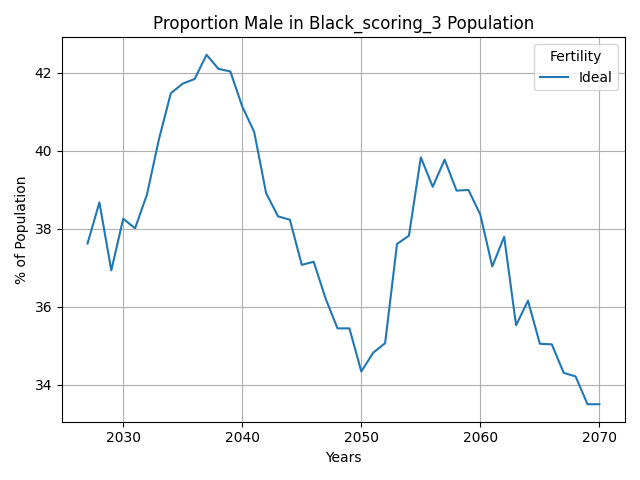 Proportion Male in Black_scoring_3 Population
Fertility
Ideal
% of Population
42
40
38
36
34
2030 2040 2050 2060 2070
Years